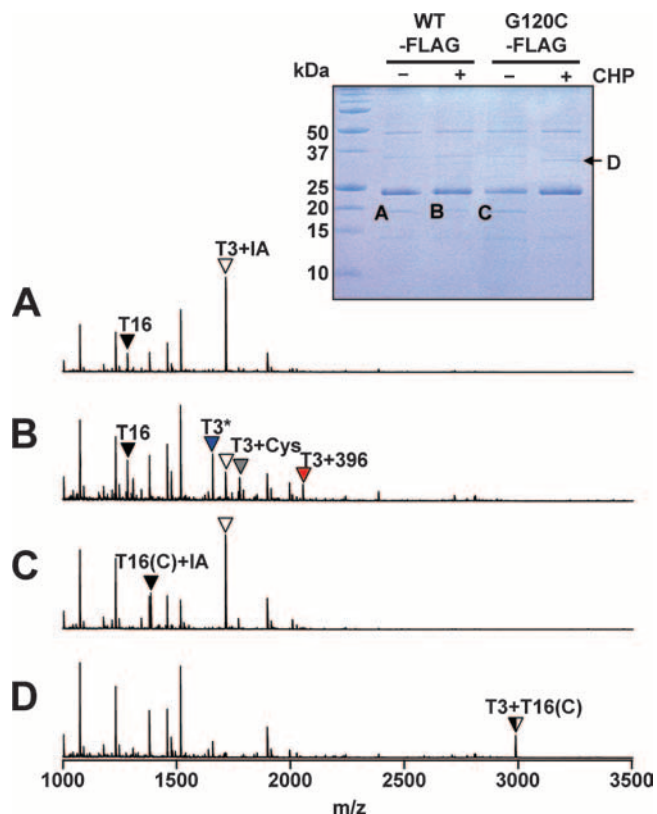 WT G120C
-FLAG -FLAG
kDa − + − + CHP
50
37
25
20
15
10
D
A B C
A
T3+IA
T16
B
T16
T3*
T3+Cys
T3+396
C
T16(C)+IA
D
T3+T16(C)
1000 1500 2000 2500 3000 3500
m/z